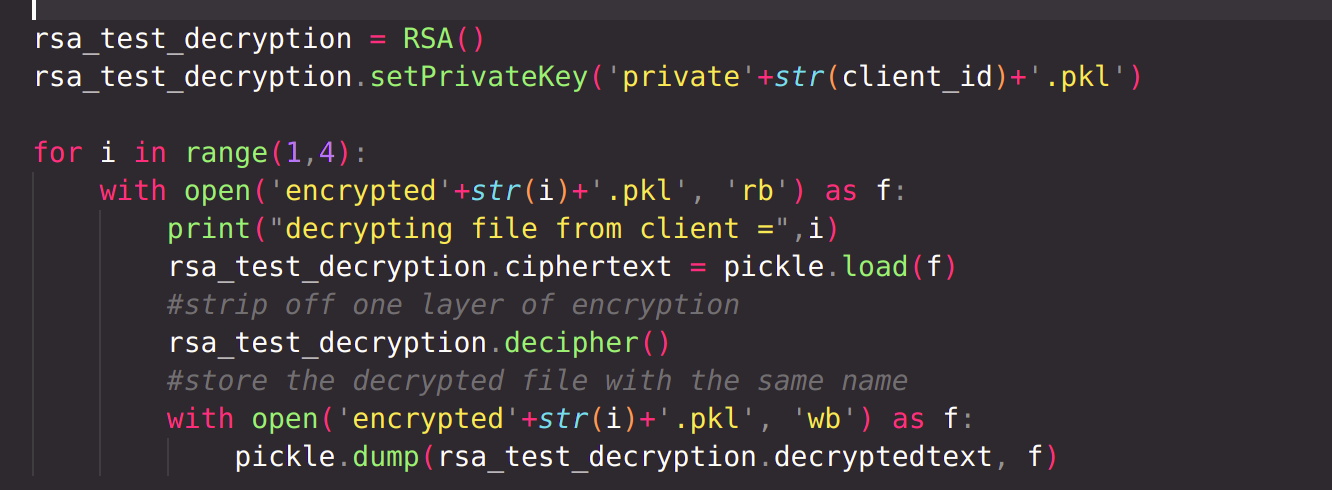 rsa_test_decryption = RSA()
rsa_test_decryption.setPrivateKey('private'+str(client_id)+'.pkl')
for i in range(1,4):
    with open('encrypted'+str(i)+'.pkl', 'rb') as f:
        print("decrypting file from client =",i)
        rsa_test_decryption.ciphertext = pickle.load(f)
        #strip off one layer of encryption
        rsa_test_decryption.decipher()
        #store the decrypted file with the same name
        with open('encrypted'+str(i)+'.pkl', 'wb') as f:
            pickle.dump(rsa_test_decryption.decryptedtext, f)